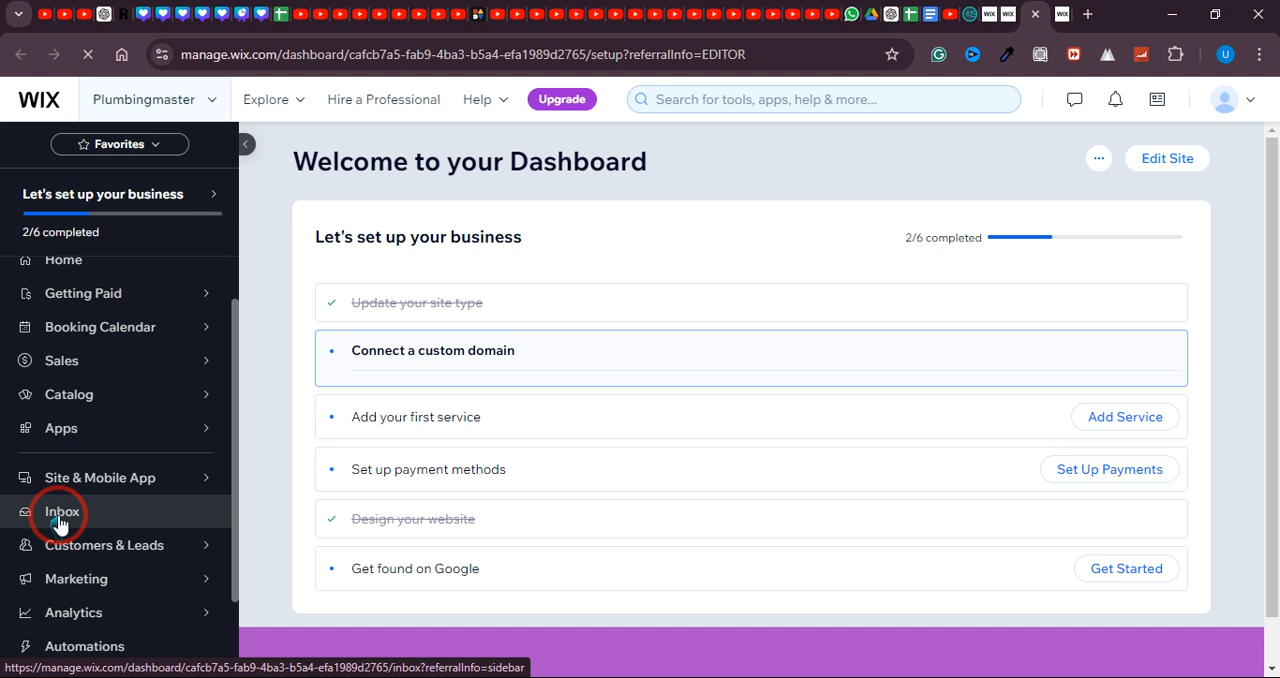 manage.wix.com/dashboard/cafcb7a5-fab9-4ba3-b5a4-efa1989d2765/setup?referralInfo=EDITOR
U
WIX
Plumbingmaster
Explore
Hire a Professional
Help
Upgrade
Search for tools, apps, help & more...
Favorites
Let's set up your business
2/6 completed
Home
Getting Paid
Booking Calendar
Sales
Catalog
Apps
Site & Mobile App
Inbox
Customers & Leads
Marketing
Analytics
Automations
https://manage.wix.com/dashboard/cafcb7a5-fab9-4ba3-b5a4-efa1989d2765/inbox?referralInfo=sidebar
Welcome to your Dashboard
Edit Site
Let's set up your business
2/6 completed
Update your site type
Connect a custom domain
Add your first service
Add Service
Set up payment methods
Set Up Payments
Design your website
Get found on Google
Get Started